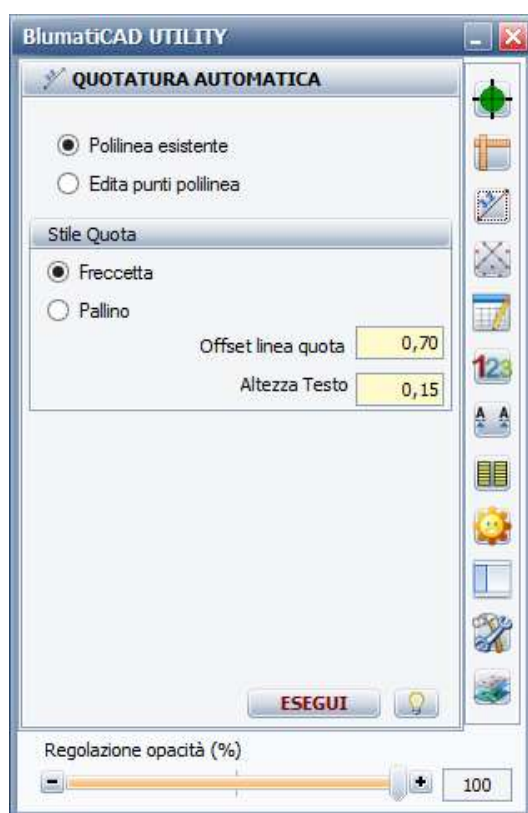 BlumatiCAD UTILITY
QUOTATURA AUTOMATICA
Polilinea esistente
Edita punti polilinea
Stile Quota
Freccetta
Pallino
Offset linea quota 0,70
Altezza Testo 0,15
123
A A
ESEGUI
Regolazione opacità (%)
100